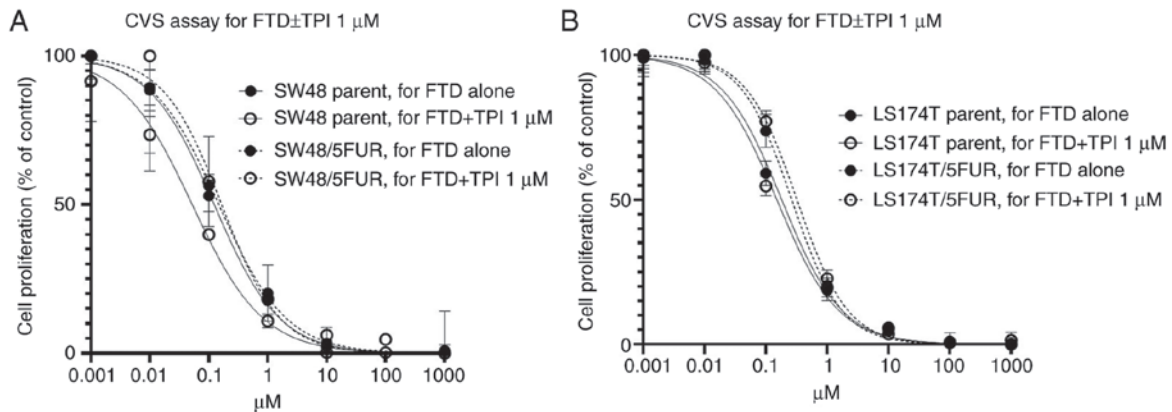 A
CVS assay for FTD±TPI 1 μM
Cell proliferation (% of control)
100
50
0
SW48 parent, for FTD alone
SW48 parent, for FTD+TPI 1 μM
SW48/5FUR, for FTD alone
SW48/5FUR, for FTD+TPI 1 μM
0.001 0.01 0.1 1 10 100 1000
μM
B
CVS assay for FTD±TPI 1 μM
Cell proliferation (% of control)
100
50
0
LS174T parent, for FTD alone
LS174T parent, for FTD+TPI 1 μM
LS174T/5FUR, for FTD alone
LS174T/5FUR, for FTD+TPI 1 μM
0.001 0.01 0.1 1 10 100 1000
μM